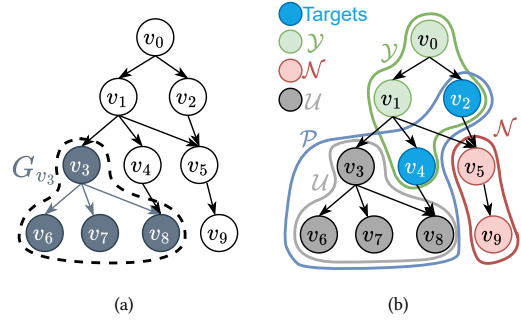 Targets
𝒴
𝒩
𝒰
v₀
v₁ v₂
G_{v₃} v₃ v₄ v₅
v₆ v₇ v₈ v₉
(a)
𝒴 v₀
v₁ v₂
𝒫 𝒩
𝒰 v₃ v₄ v₅
v₆ v₇ v₈ v₉
(b)